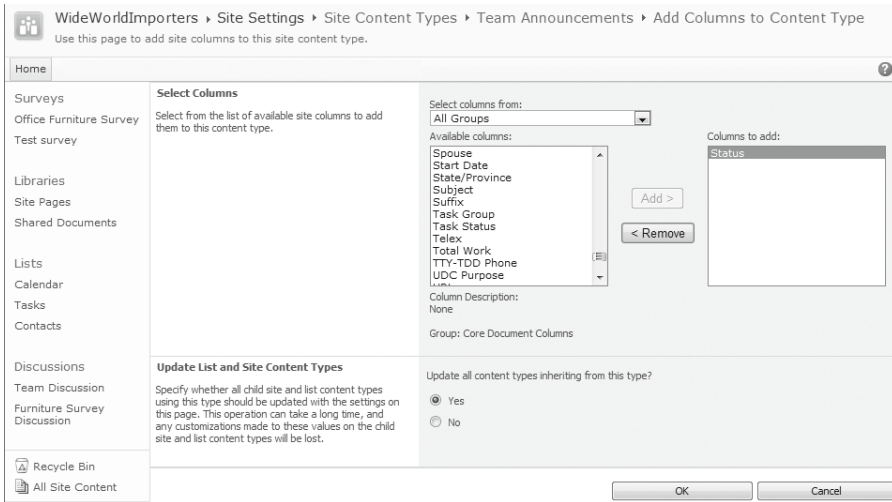 WideWorldImporters ▸ Site Settings ▸ Site Content Types ▸ Team Announcements ▸ Add Columns to Content Type
Use this page to add site columns to this site content type.
Home
Surveys
Office Furniture Survey
Test survey
Libraries
Site Pages
Shared Documents
Lists
Calendar
Tasks
Contacts
Discussions
Team Discussion
Furniture Survey
Discussion
Recycle Bin
All Site Content
Select Columns
Select from the list of available site columns to add
them to this content type.
Select columns from:
All Groups
Available columns:
Spouse
Start Date
State/Province
Subject
Suffix
Task Group
Task Status
Telex
Total Work
TTY-TDD Phone
UDC Purpose
Add >
< Remove
Columns to add:
Status
Column Description:
None
Group: Core Document Columns
Update List and Site Content Types
Specify whether all child site and list content types
using this type should be updated with the settings on
this page. This operation can take a long time, and
any customizations made to these values on the child
site and list content types will be lost.
Update all content types inheriting from this type?
Yes
No
OK
Cancel